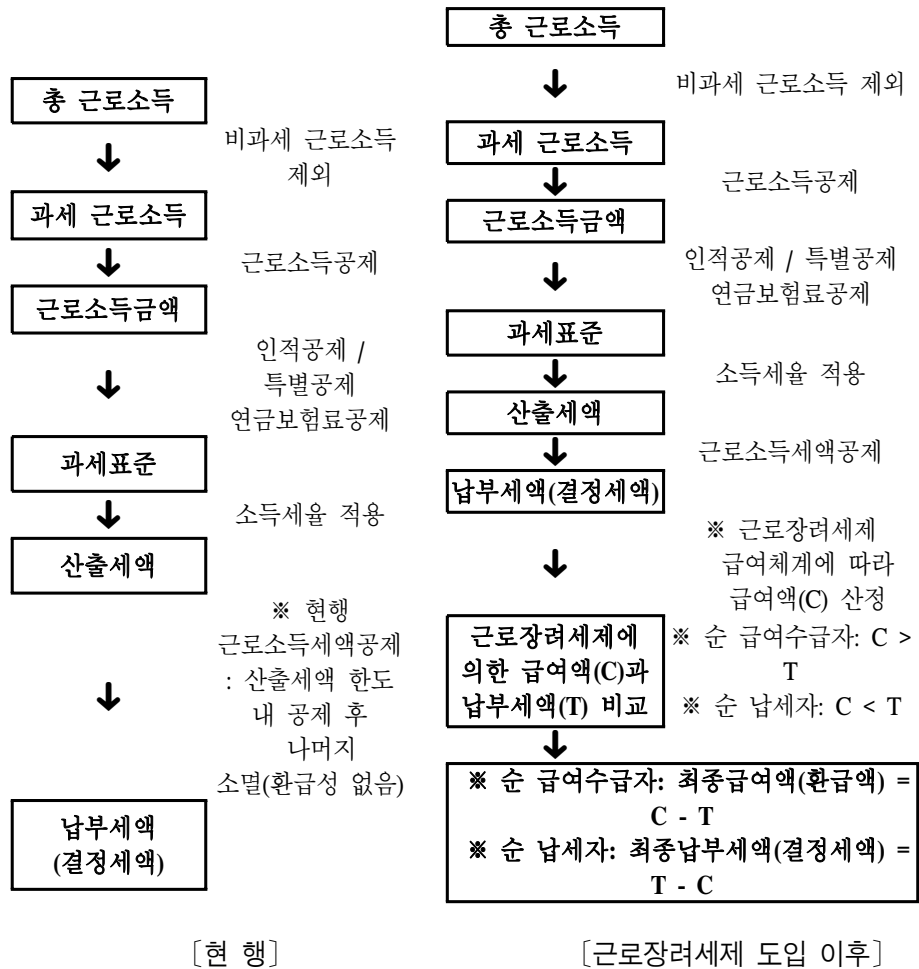 총 근로소득
비과세 근로소득
제외
과세 근로소득
근로소득공제
근로소득금액
인적공제 /
특별공제
연금보험료공제
과세표준
소득세율 적용
산출세액
※ 현행
근로소득세액공제
: 산출세액 한도
내 공제 후
나머지
소멸(환급성 없음)
납부세액
(결정세액)
[현 행]
총 근로소득
비과세 근로소득 제외
과세 근로소득
근로소득공제
근로소득금액
인적공제 / 특별공제
연금보험료공제
과세표준
소득세율 적용
산출세액
근로소득세액공제
납부세액(결정세액)
※ 근로장려세제
급여체계에 따라
급여액(C) 산정
근로장려세제에
의한 급여액(C)과
납부세액(T) 비교
※ 순 급여수급자: C >
T
※ 순 납세자: C < T
※ 순 급여수급자: 최종급여액(환급액) =
C - T
※ 순 납세자: 최종납부세액(결정세액) =
T - C
[근로장려세제 도입 이후]